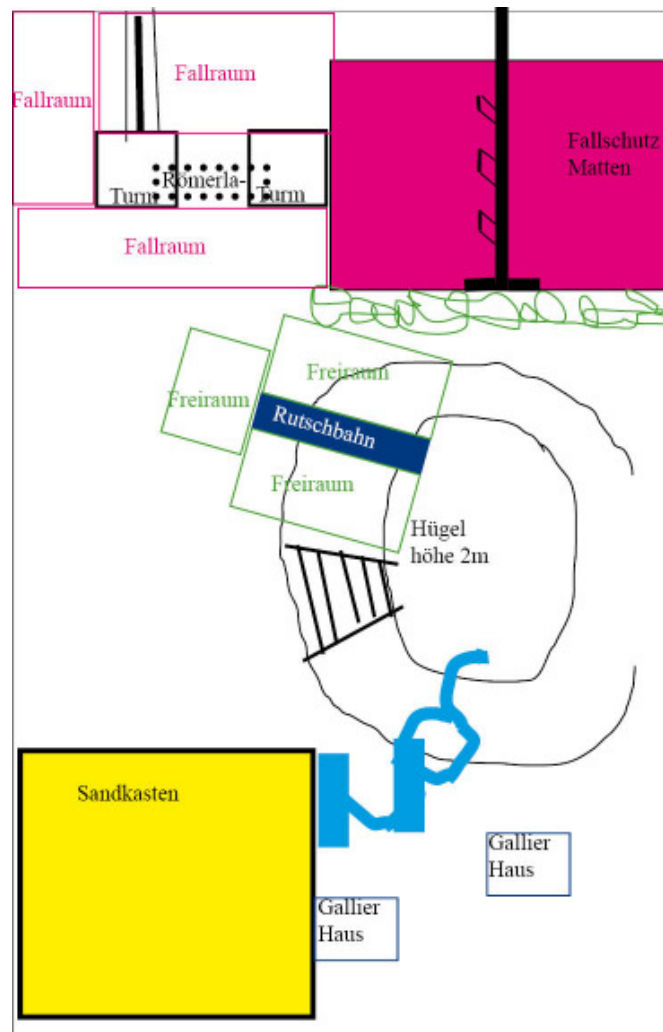 Fallraum
Fallraum
Fallschutz
Matten
Turm
Römerla-
Turm
Fallraum
Freiraum
Freiraum
Rutschbahn
Freiraum
Hügel
höhe 2m
Sandkasten
Gallier
Haus
Gallier
Haus